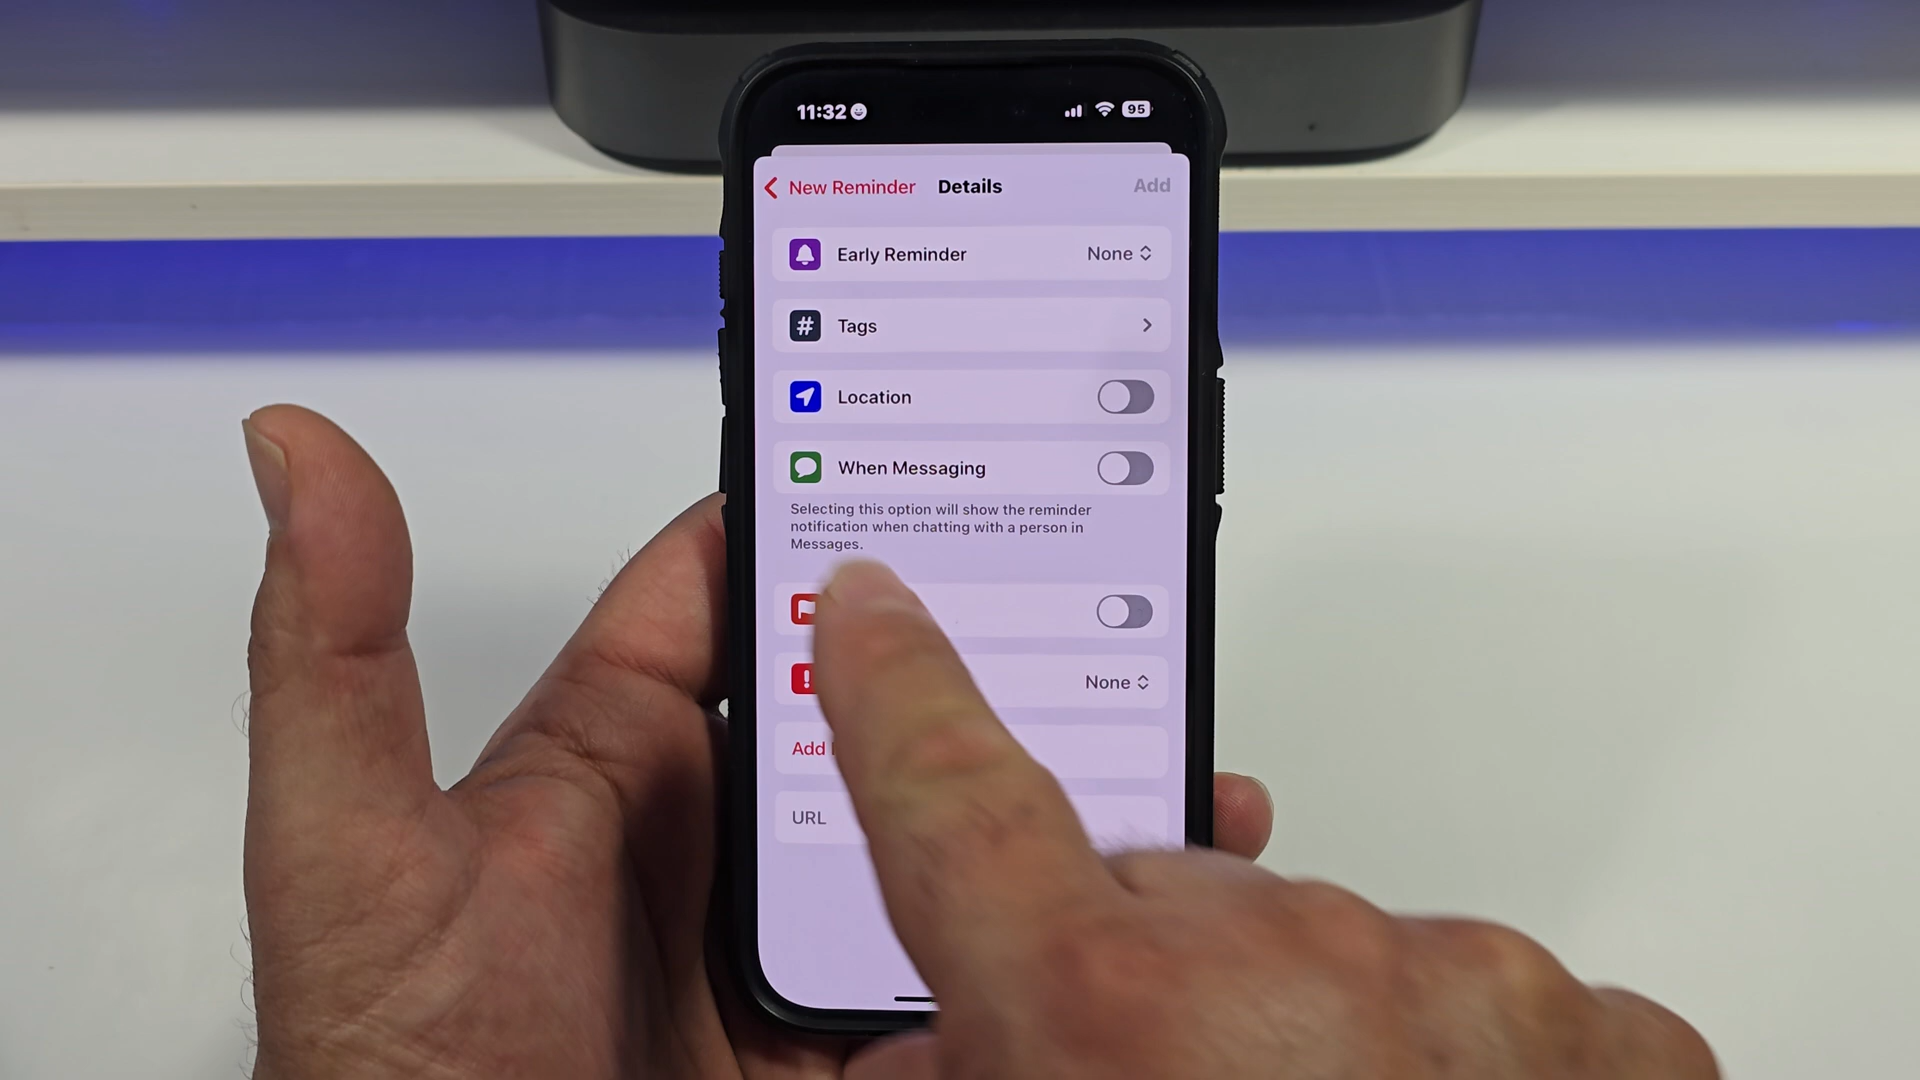 11:32 95
New Reminder Details Add
Early Reminder None
# Tags
Location
When Messaging
Selecting this option will show the reminder
notification when chatting with a person in
Messages.
! None
Add
URL